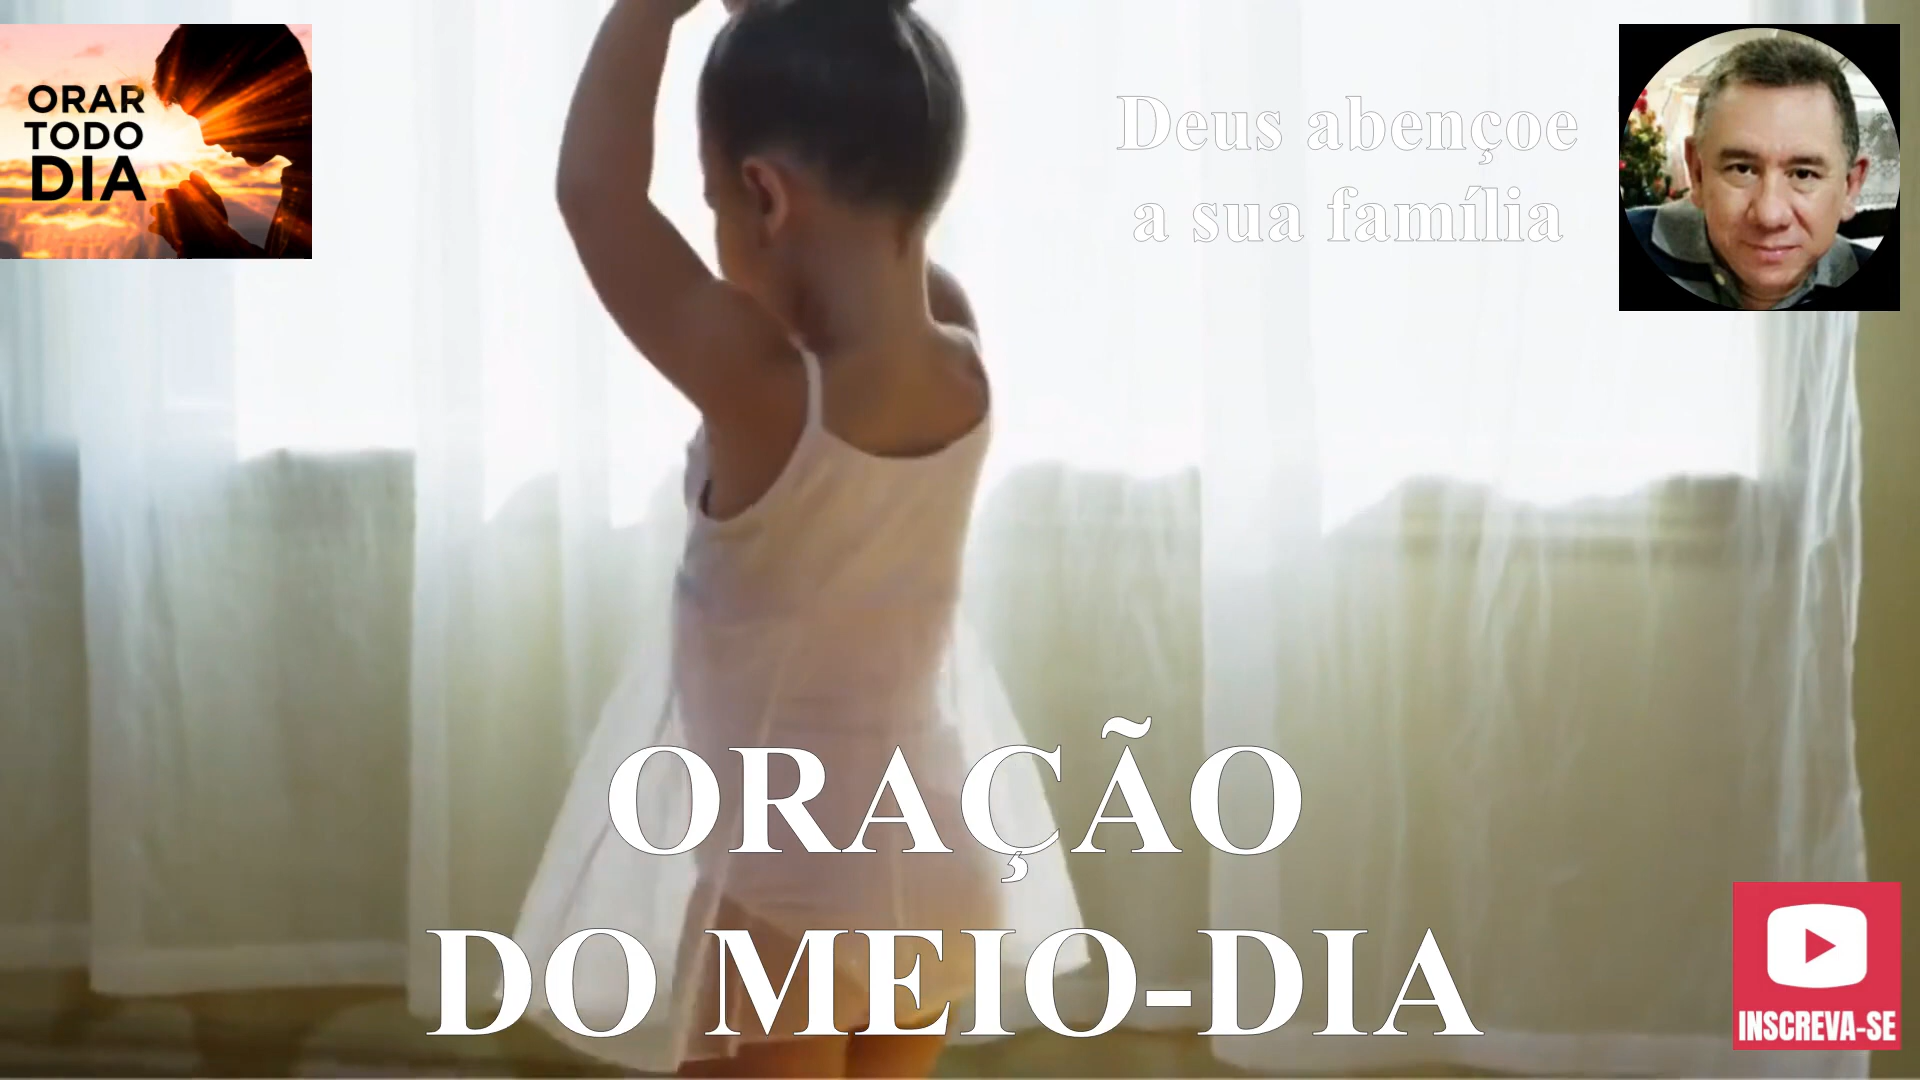 ORAR
TODO
DIA
Deus abençoe
a sua família
ORAÇÃO
DO MEIO-DIA
INSCREVA-SE